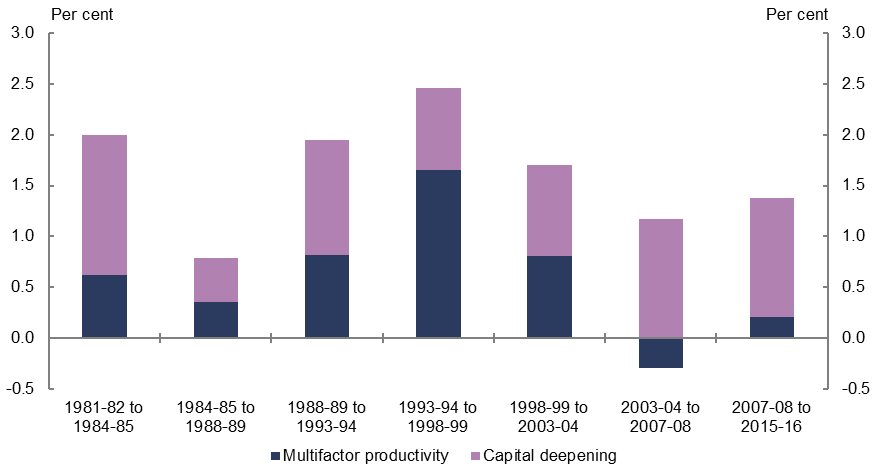 Per cent Per cent
3.0 3.0
2.5 2.5
2.0 2.0
1.5 1.5
1.0 1.0
0.5 0.5
0.0 0.0
-0.5 -0.5
1981-82 to 1984-85 to 1988-89 to 1993-94 to 1998-99 to 2003-04 to 2007-08 to
1984-85 1988-89 1993-94 1998-99 2003-04 2007-08 2015-16
Multifactor productivity Capital deepening